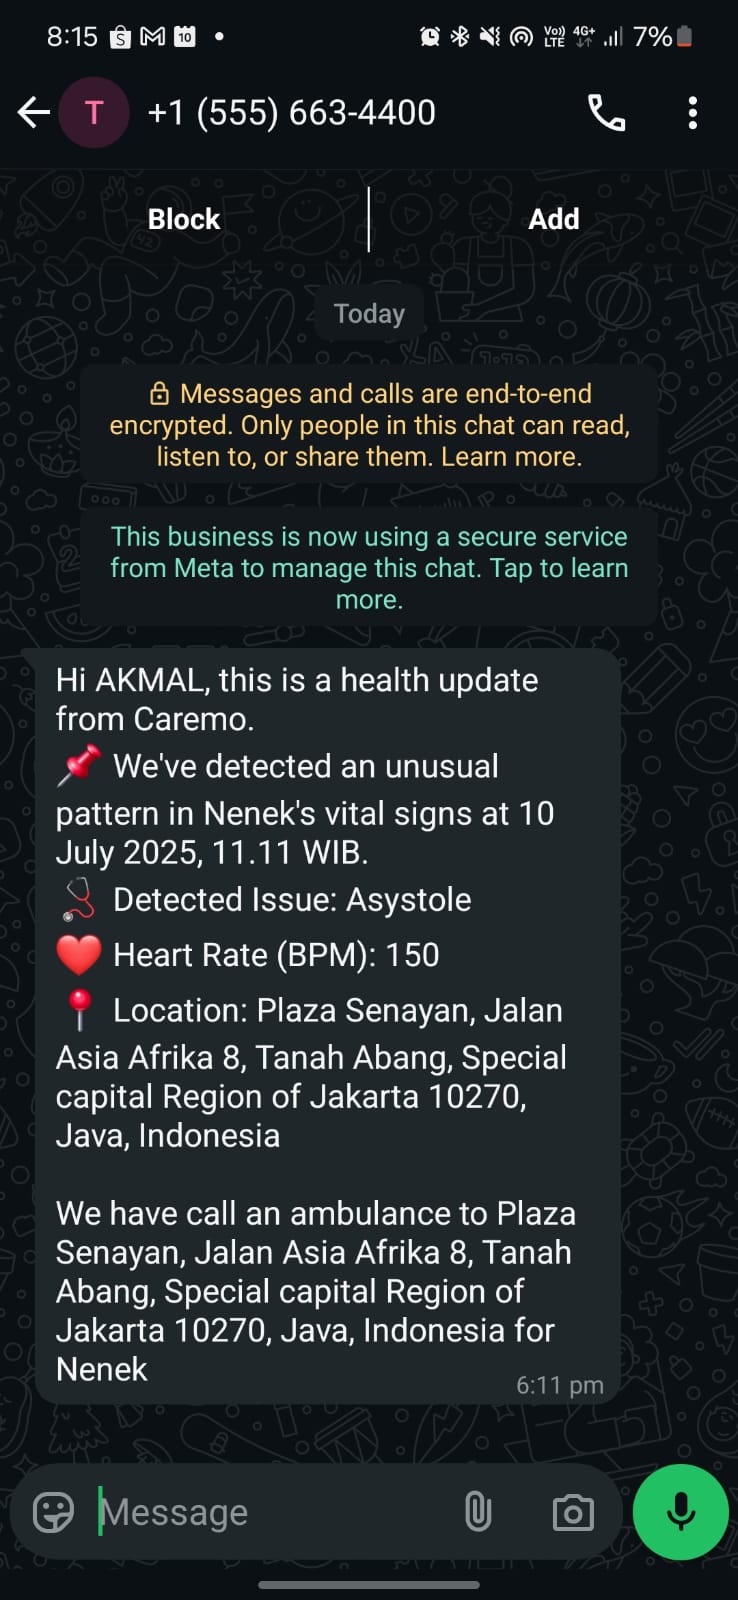 8:15 10 Vo)) LTE 4G+ 7%
T +1 (555) 663-4400
Block Add
Today
Messages and calls are end-to-end
encrypted. Only people in this chat can read,
listen to, or share them. Learn more.
This business is now using a secure service
from Meta to manage this chat. Tap to learn
more.
Hi AKMAL, this is a health update
from Caremo.
📌 We've detected an unusual
pattern in Nenek's vital signs at 10
July 2025, 11.11 WIB.
🩺 Detected Issue: Asystole
❤️ Heart Rate (BPM): 150
📍 Location: Plaza Senayan, Jalan
Asia Afrika 8, Tanah Abang, Special
capital Region of Jakarta 10270,
Java, Indonesia
We have call an ambulance to Plaza
Senayan, Jalan Asia Afrika 8, Tanah
Abang, Special capital Region of
Jakarta 10270, Java, Indonesia for
Nenek
6:11 pm
Message